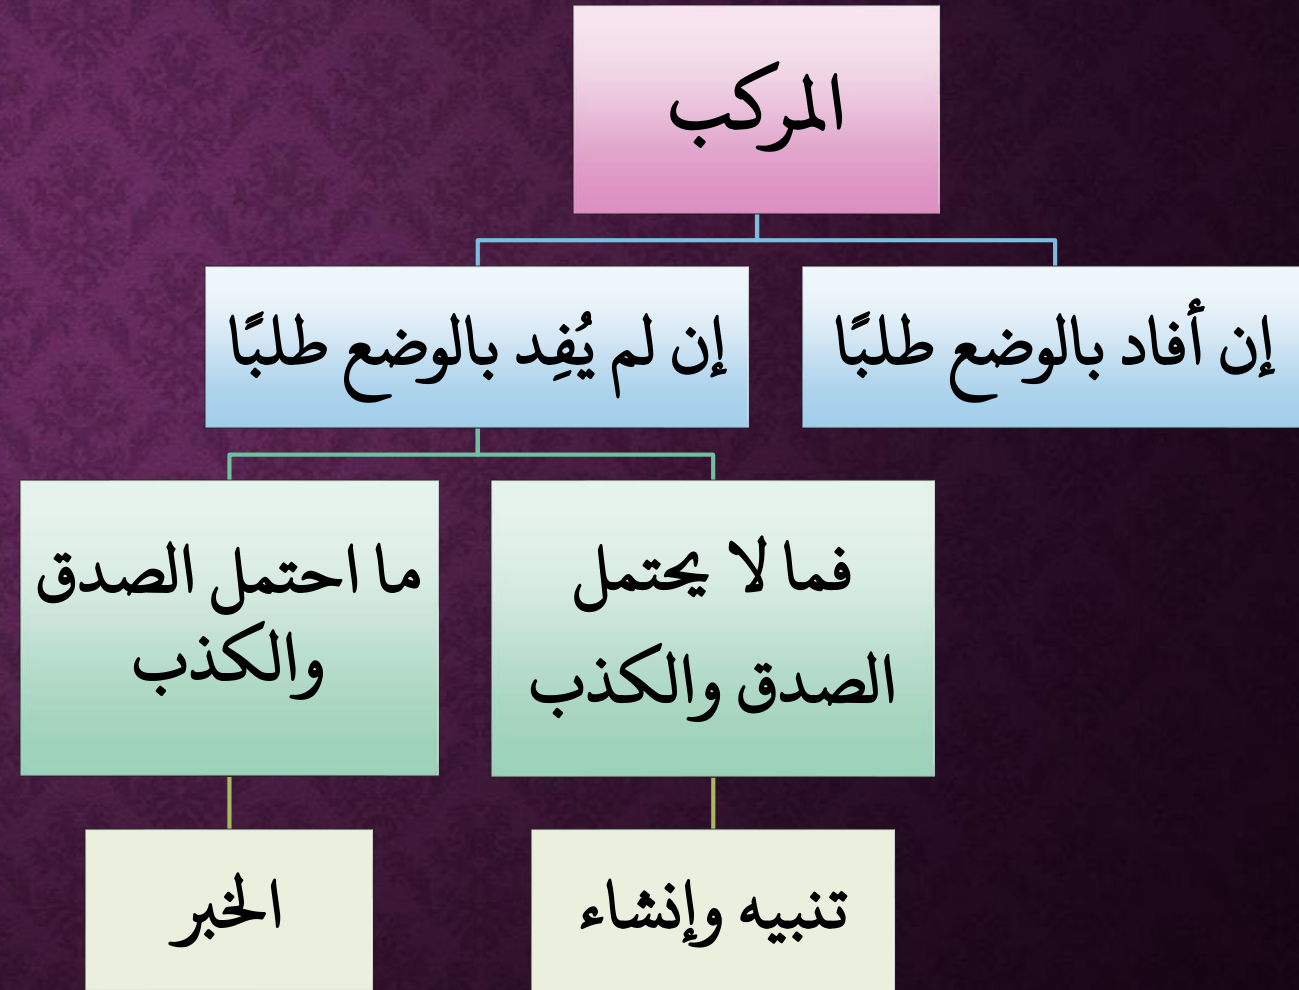 المركب
إن أفاد بالوضع طلبًا
إن لم يُفِد بالوضع طلبًا
فما لا يحتمل
الصدق والكذب
ما احتمل الصدق
والكذب
تنبيه وإنشاء
الخبر